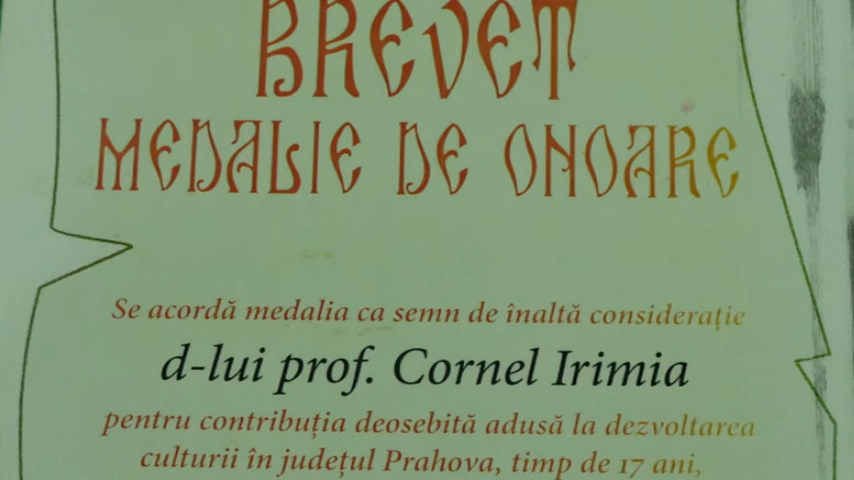 BREVET
MEDALIE DE ONOARE
Se acordă medalia ca semn de înaltă considerație
d-lui prof. Cornel Irimia
pentru contribuția deosebită adusă la dezvoltarea
culturii în județul Prahova, timp de 17 ani,